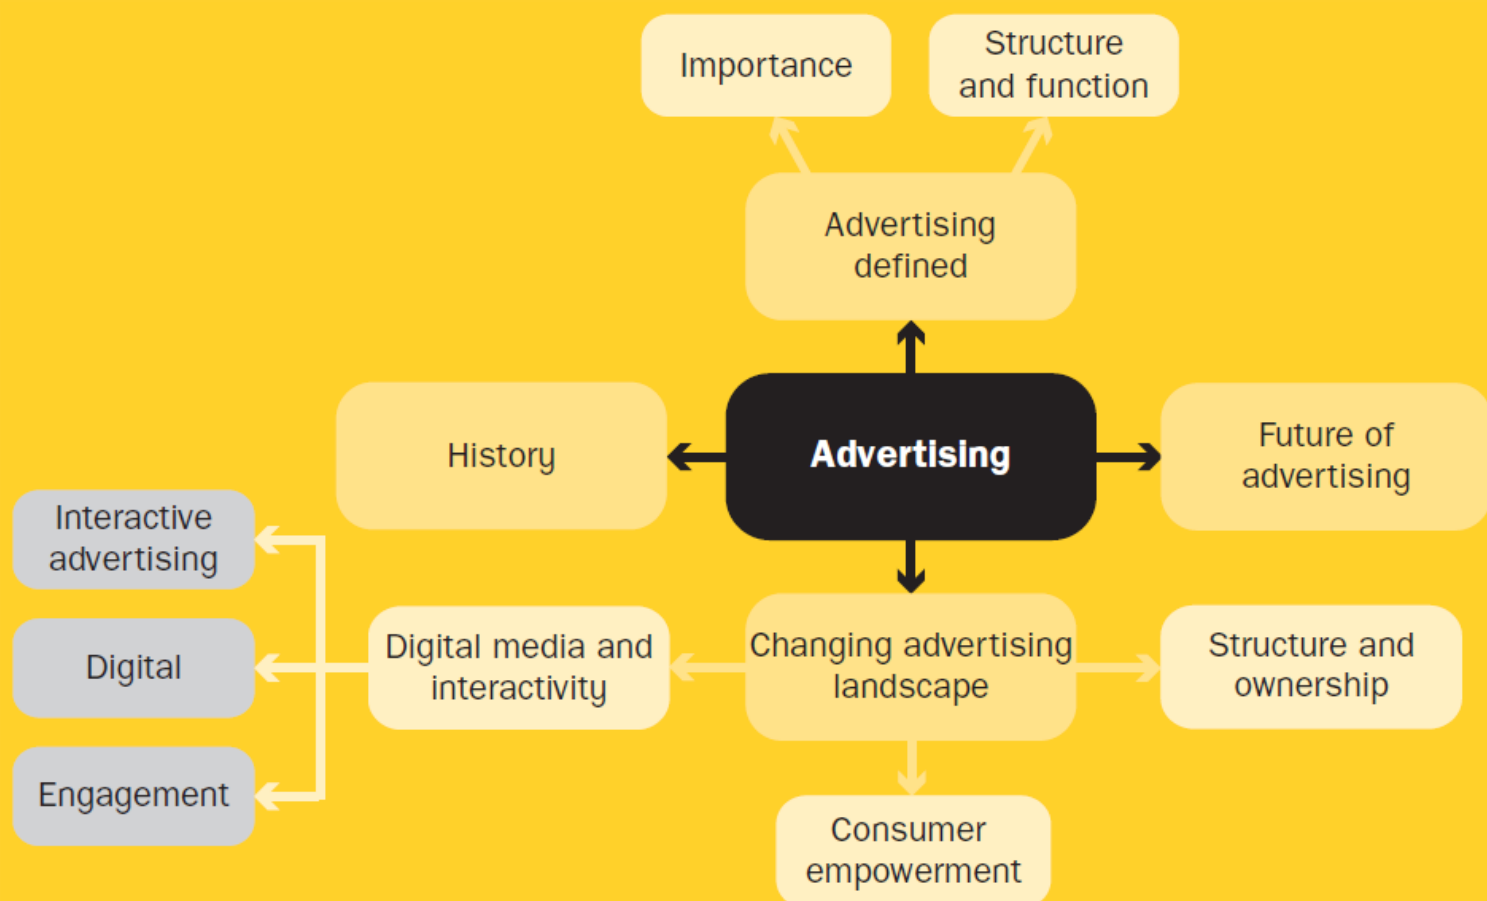 Importance
Structure
and function
Advertising
defined
History
Advertising
Future of
advertising
Interactive
advertising
Digital
Engagement
Digital media and
interactivity
Changing advertising
landscape
Structure and
ownership
Consumer
empowerment